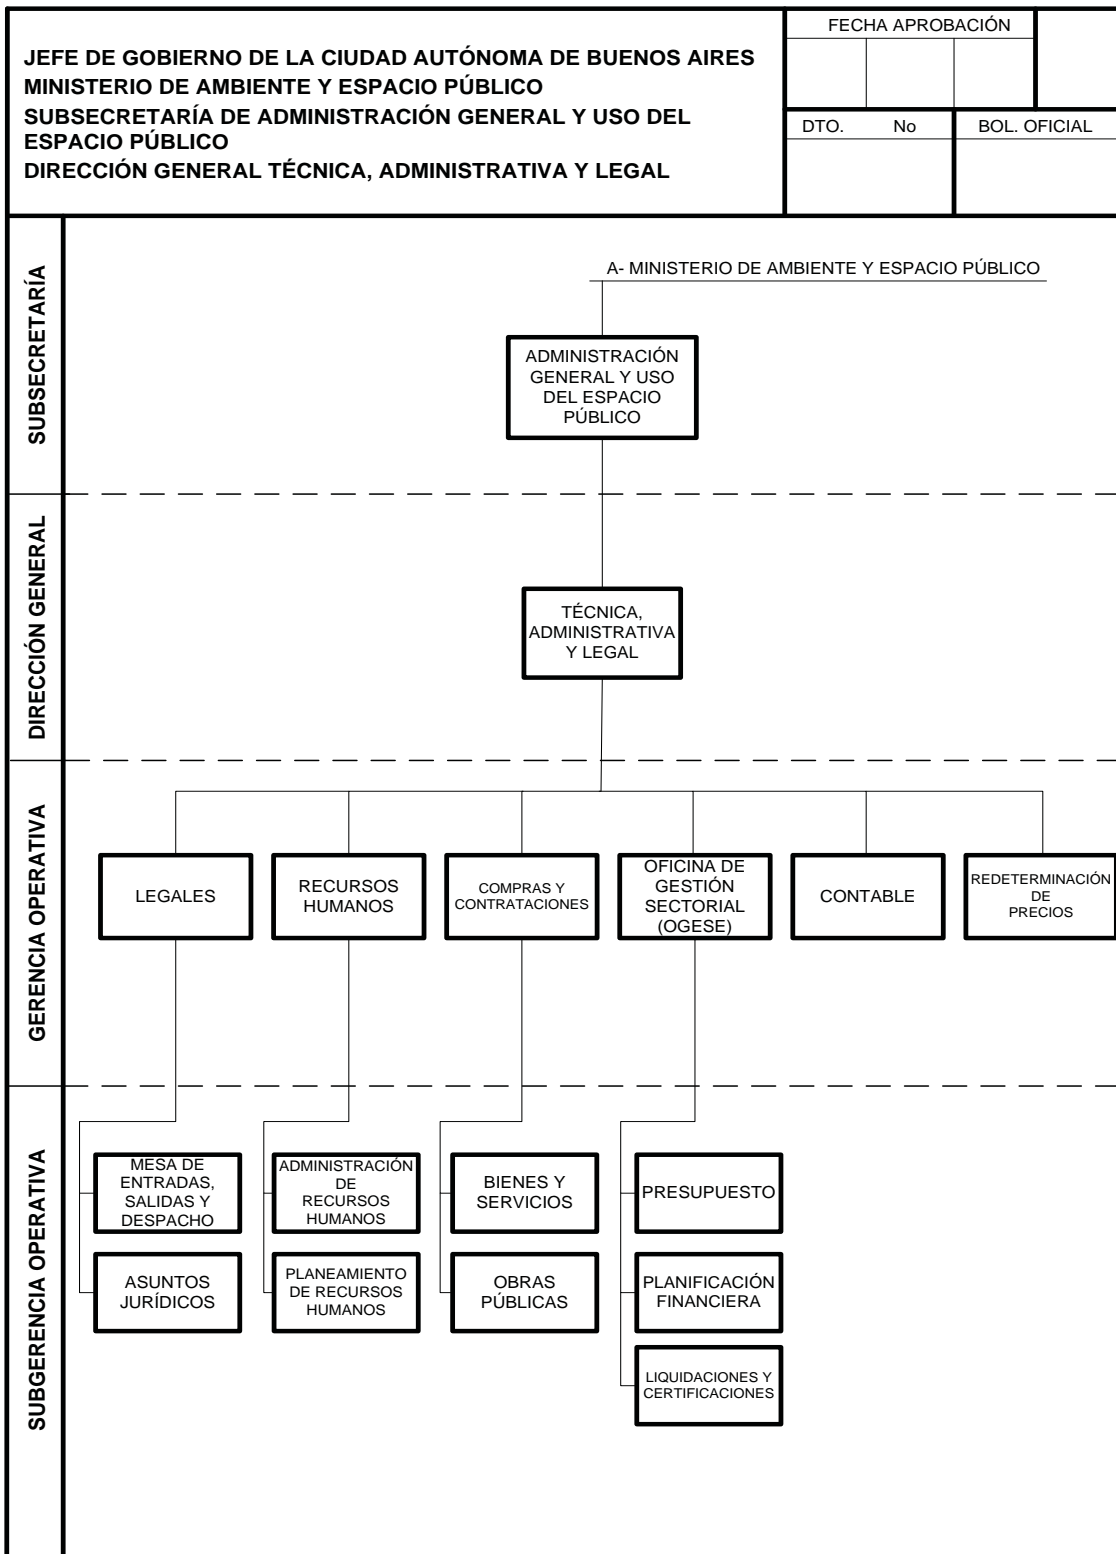 JEFE DE GOBIERNO DE LA CIUDAD AUTÓNOMA DE BUENOS AIRES
MINISTERIO DE AMBIENTE Y ESPACIO PÚBLICO
SUBSECRETARÍA DE ADMINISTRACIÓN GENERAL Y USO DEL
ESPACIO PÚBLICO
DIRECCIÓN GENERAL TÉCNICA, ADMINISTRATIVA Y LEGAL
FECHA APROBACIÓN
DTO. No
BOL. OFICIAL
SUBSECRETARÍA
A- MINISTERIO DE AMBIENTE Y ESPACIO PÚBLICO
ADMINISTRACIÓN
GENERAL Y USO
DEL ESPACIO
PÚBLICO
DIRECCIÓN GENERAL
TÉCNICA,
ADMINISTRATIVA
Y LEGAL
GERENCIA OPERATIVA
LEGALES
RECURSOS
HUMANOS
COMPRAS Y
CONTRATACIONES
OFICINA DE
GESTIÓN
SECTORIAL
(OGESE)
CONTABLE
REDETERMINACIÓN
DE
PRECIOS
SUBGERENCIA OPERATIVA
MESA DE
ENTRADAS,
SALIDAS Y
DESPACHO
ADMINISTRACIÓN
DE
RECURSOS
HUMANOS
BIENES Y
SERVICIOS
PRESUPUESTO
ASUNTOS
JURÍDICOS
PLANEAMIENTO
DE RECURSOS
HUMANOS
OBRAS
PÚBLICAS
PLANIFICACIÓN
FINANCIERA
LIQUIDACIONES Y
CERTIFICACIONES